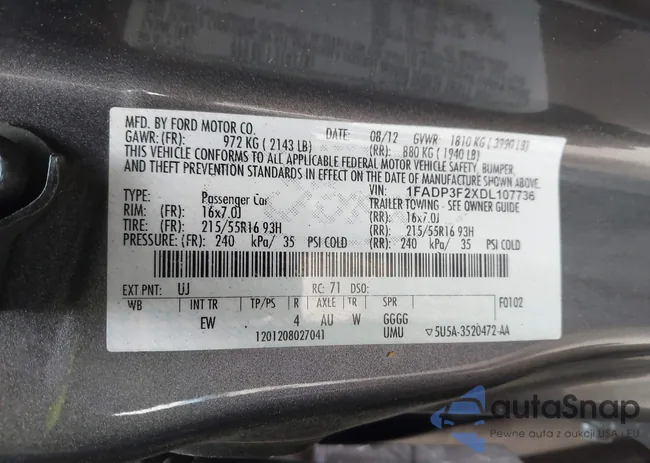 MFD. BY FORD MOTOR CO.
DATE: 08/12 GVWR: 1810 KG ( 3990 LB)
GAWR: (FR): 972 KG ( 2143 LB) (RR): 880 KG ( 1940 LB)
THIS VEHICLE CONFORMS TO ALL APPLICABLE FEDERAL MOTOR VEHICLE SAFETY, BUMPER,
AND THEFT PREVENTION STANDARDS IN EFFECT ON THE DATE OF MANUFACTURE SHOWN ABOVE.
VIN: 1FADP3F2XDL107736
TYPE: Passenger Car TRAILER TOWING - SEE OWNER GUIDE
RIM: (FR): 16x7.0J (RR): 16x7.0J
TIRE: (FR): 215/55R16 93H (RR): 215/55R16 93H
PRESSURE: (FR): 240 kPa/ 35 PSI COLD (RR): 240 kPa/ 35 PSI COLD
EXT PNT: UJ RC: 71 DSO:
WB INT TR TP/PS R AXLE TR SPR F0102
EW 4 AU W GGGG
1201208027041 UMU ▽5U5A-3520472-AA
autaSnap
Pewne auta z aukcji USA i EU